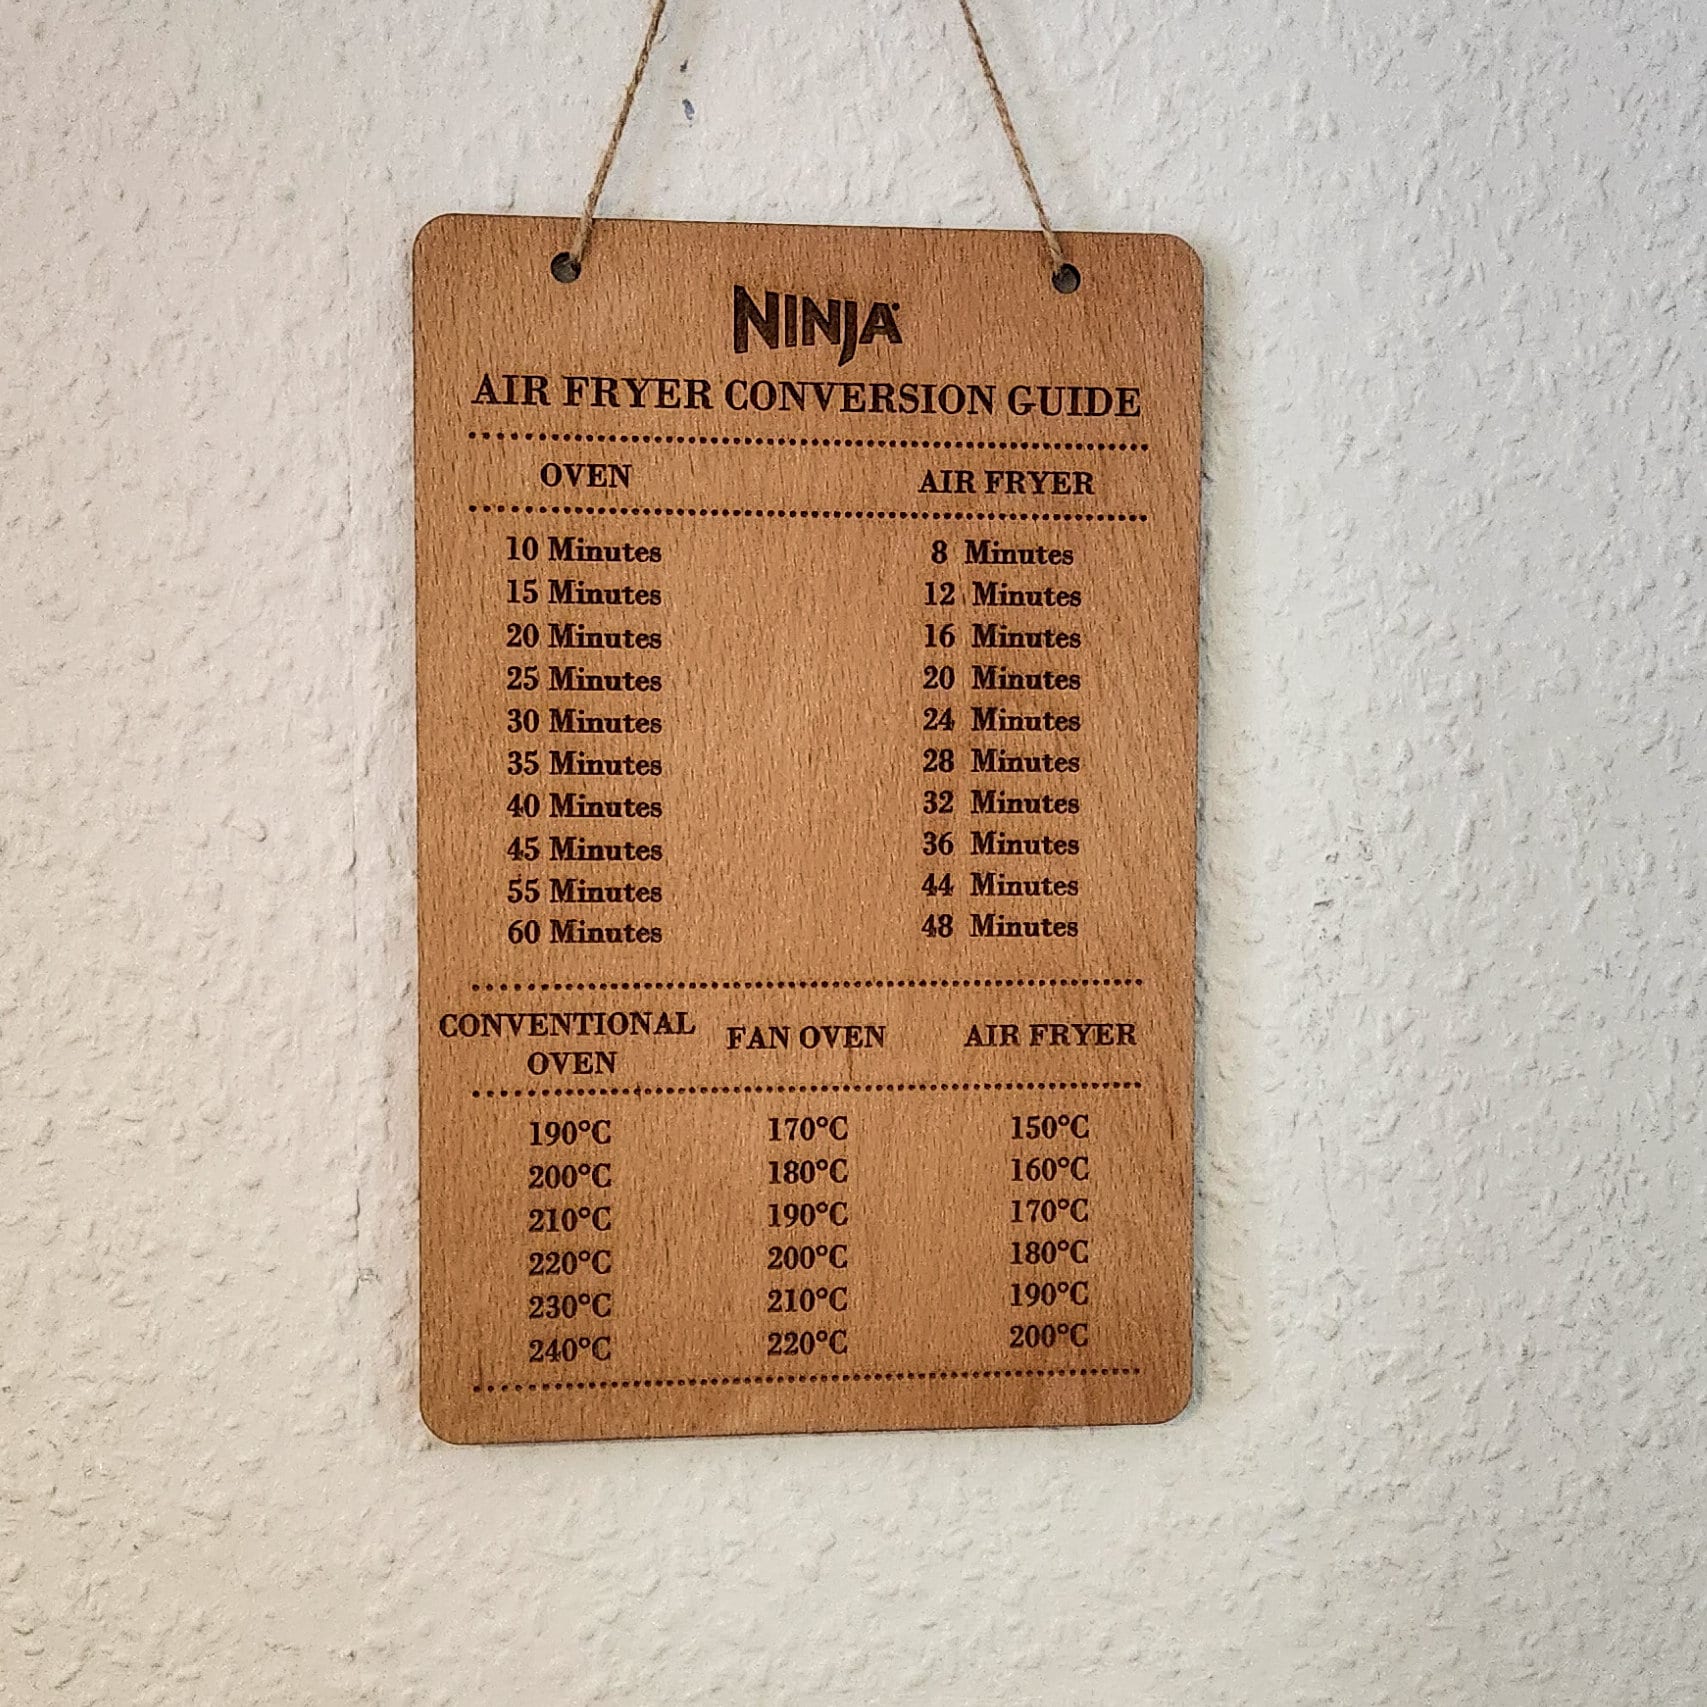 NINJA
AIR FRYER CONVERSION GUIDE
OVEN AIR FRYER
10 Minutes 8 Minutes
15 Minutes 12 Minutes
20 Minutes 16 Minutes
25 Minutes 20 Minutes
30 Minutes 24 Minutes
35 Minutes 28 Minutes
40 Minutes 32 Minutes
45 Minutes 36 Minutes
55 Minutes 44 Minutes
60 Minutes 48 Minutes
CONVENTIONAL OVEN FAN OVEN AIR FRYER
190°C 170°C 150°C
200°C 180°C 160°C
210°C 190°C 170°C
220°C 200°C 180°C
230°C 210°C 190°C
240°C 220°C 200°C